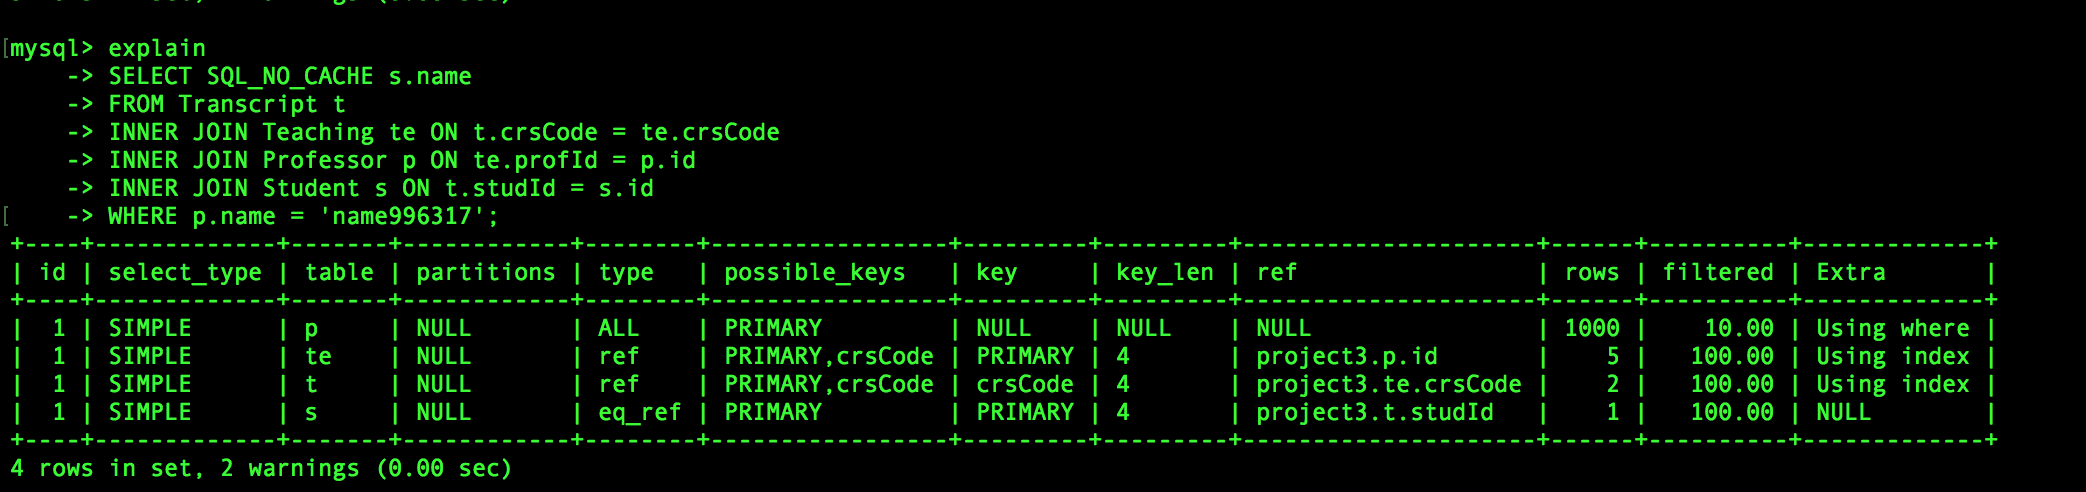 [mysql> explain
    -> SELECT SQL_NO_CACHE s.name
    -> FROM Transcript t
    -> INNER JOIN Teaching te ON t.crsCode = te.crsCode
    -> INNER JOIN Professor p ON te.profId = p.id
    -> INNER JOIN Student s ON t.studId = s.id
[    -> WHERE p.name = 'name996317';
+----+-------------+-------+------------+--------+-----------------+---------+---------+----------------------+------+----------+-------------+
| id | select_type | table | partitions | type   | possible_keys   | key     | key_len | ref                  | rows | filtered | Extra       |
+----+-------------+-------+------------+--------+-----------------+---------+---------+----------------------+------+----------+-------------+
|  1 | SIMPLE      | p     | NULL       | ALL    | PRIMARY         | NULL    | NULL    | NULL                 | 1000 |    10.00 | Using where |
|  1 | SIMPLE      | te    | NULL       | ref    | PRIMARY,crsCode | PRIMARY | 4       | project3.p.id        |    5 |   100.00 | Using index |
|  1 | SIMPLE      | t     | NULL       | ref    | PRIMARY,crsCode | crsCode | 4       | project3.te.crsCode  |    2 |   100.00 | Using index |
|  1 | SIMPLE      | s     | NULL       | eq_ref | PRIMARY         | PRIMARY | 4       | project3.t.studId    |    1 |   100.00 | NULL        |
+----+-------------+-------+------------+--------+-----------------+---------+---------+----------------------+------+----------+-------------+
4 rows in set, 2 warnings (0.00 sec)